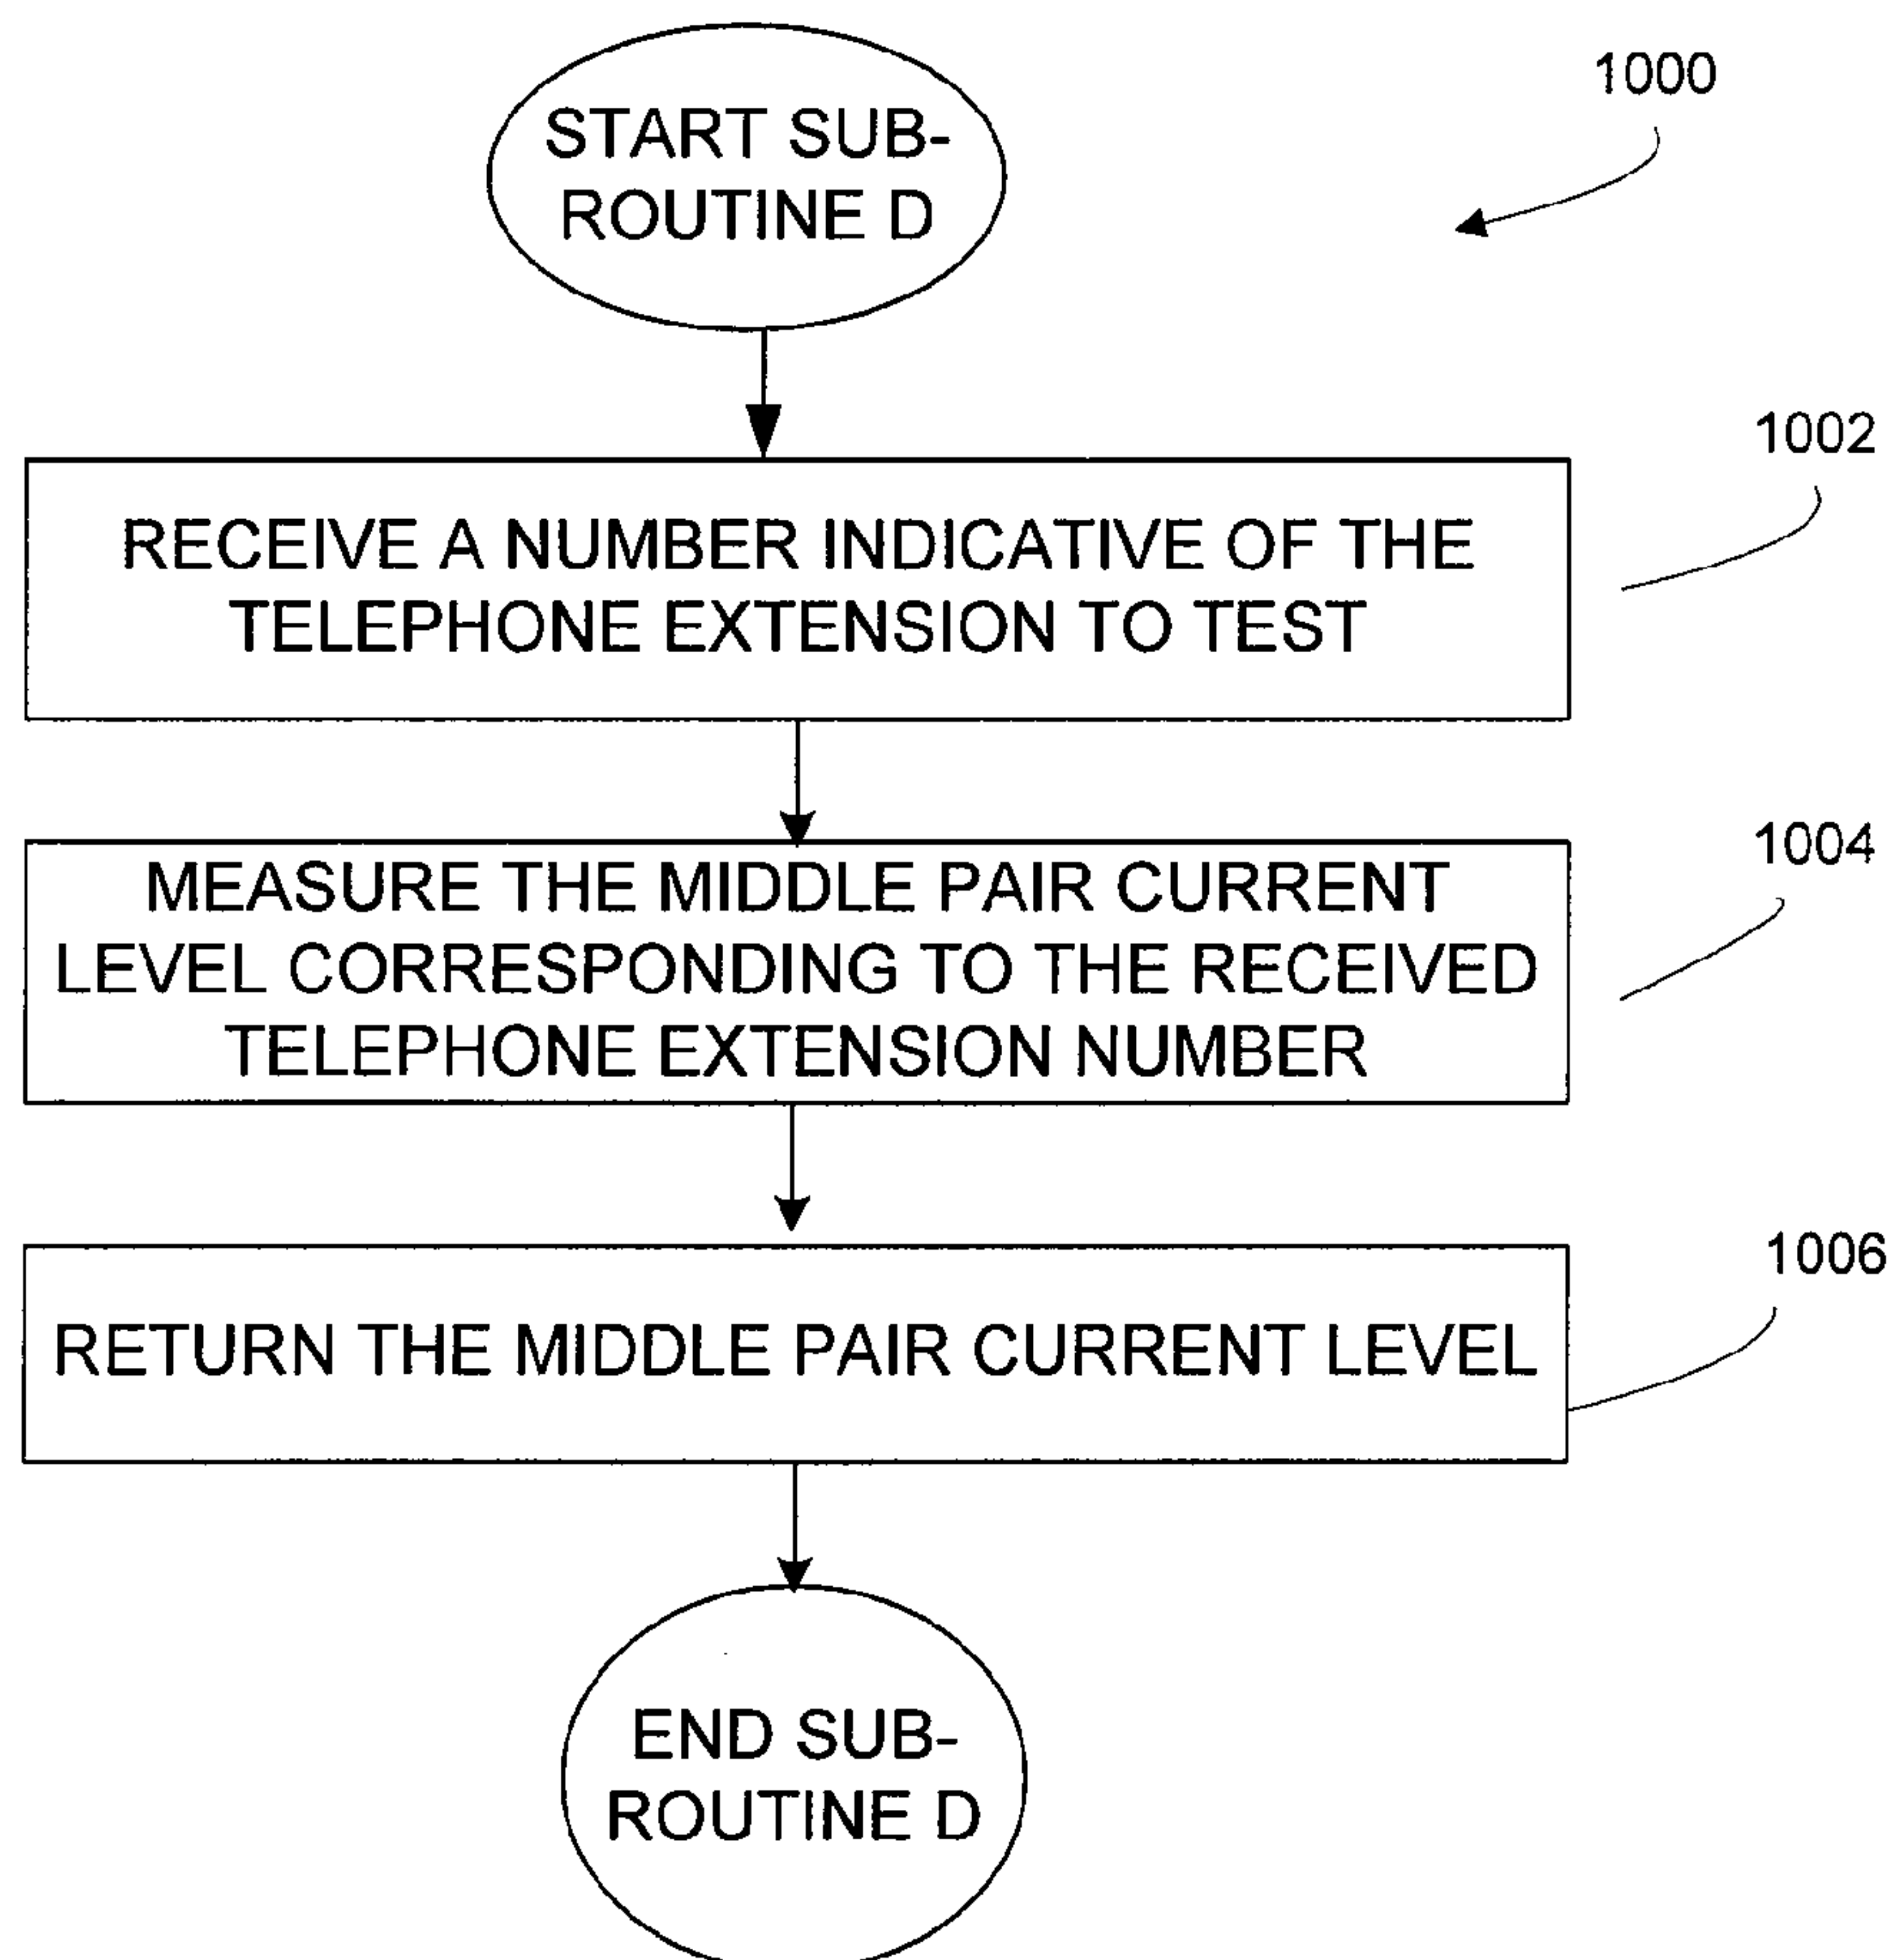 START SUB-
ROUTINE D
1000
1002
RECEIVE A NUMBER INDICATIVE OF THE
TELEPHONE EXTENSION TO TEST
1004
MEASURE THE MIDDLE PAIR CURRENT
LEVEL CORRESPONDING TO THE RECEIVED
TELEPHONE EXTENSION NUMBER
1006
RETURN THE MIDDLE PAIR CURRENT LEVEL
END SUB-
ROUTINE D